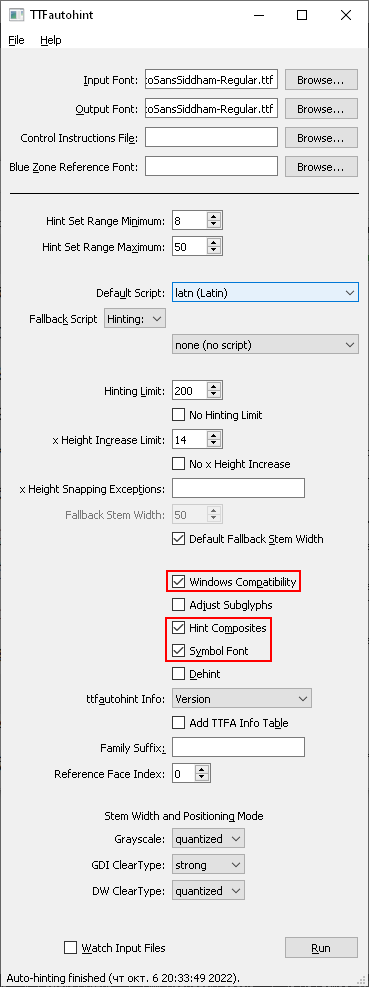 TTFautohint
File Help
Input Font: :oSansSiddham-Regular.ttf Browse...
Output Font: :oSansSiddham-Regular.ttf Browse...
Control Instructions File: Browse...
Blue Zone Reference Font: Browse...
Hint Set Range Minimum: 8
Hint Set Range Maximum: 50
Default Script: latn (Latin)
Fallback Script Hinting:
none (no script)
Hinting Limit: 200
No Hinting Limit
x Height Increase Limit: 14
No x Height Increase
x Height Snapping Exceptions:
Fallback Stem Width: 50
Default Fallback Stem Width
Windows Compatibility
Adjust Subglyphs
Hint Composites
Symbol Font
Dehint
ttfautohint Info: Version
Add TTFA Info Table
Family Suffix:
Reference Face Index: 0
Stem Width and Positioning Mode
Grayscale: quantized
GDI ClearType: strong
DW ClearType: quantized
Watch Input Files Run
Auto-hinting finished (чт окт. 6 20:33:49 2022).